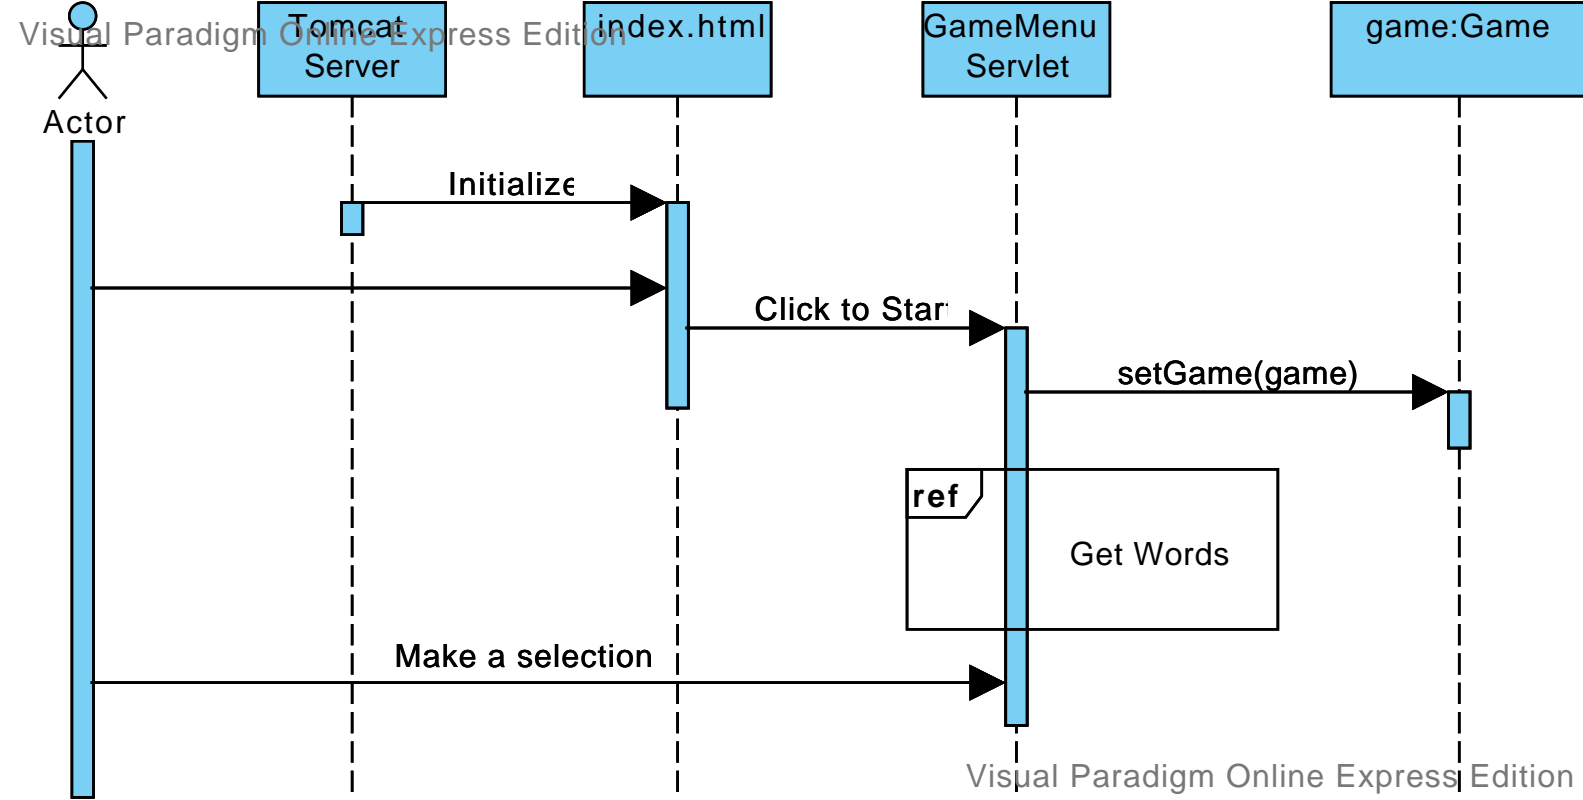 Visual Paradigm Online Express Edition
Tomcat
Server
index.html
GameMenu
Servlet
game:Game
Actor
Initialize
Click to Start
setGame(game)
ref
Get Words
Make a selection
Visual Paradigm Online Express Edition